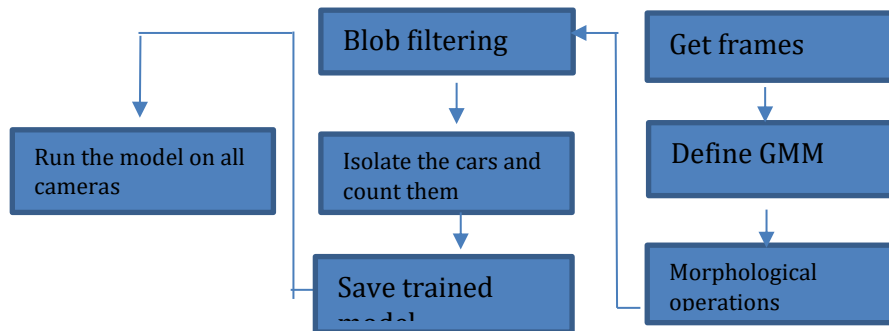 Blob filtering
Get frames
Run the model on all
cameras
Isolate the cars and
count them
Define GMM
Save trained
model
Morphological
operations